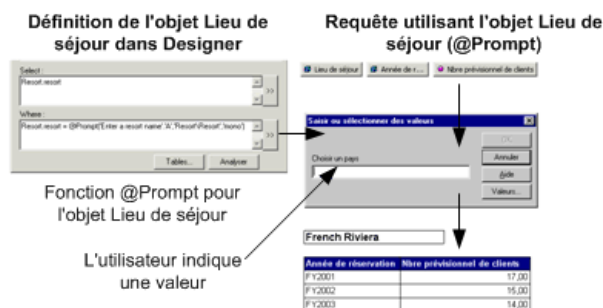 Définition de l'objet Lieu de
séjour dans Designer
Select :
Resort.resort
>>
Where :
Resort.resort = @Prompt('Enter a resort name','A','Resort\Resort','mono')
>>
Tables...
Analyser
Fonction @Prompt pour
l'objet Lieu de séjour
L'utilisateur indique
une valeur
Requête utilisant l'objet Lieu de
séjour (@Prompt)
Lieu de séjour
Année de r...
Nbre prévisionnel de clients
Saisir ou sélectionner des valeurs
OK
Choisir un pays
Annuler
Aide
Valeurs...
French Riviera
Année de réservation Nbre prévisionnel de clients
FY2001 17,00
FY2002 15,00
FY2003 14,00